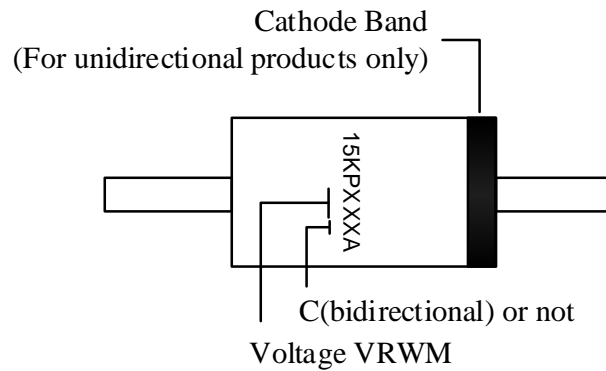 Cathode Band
(For unidirectional products only)
15KPXXXA
C(bidirectional) or not
Voltage VRWM